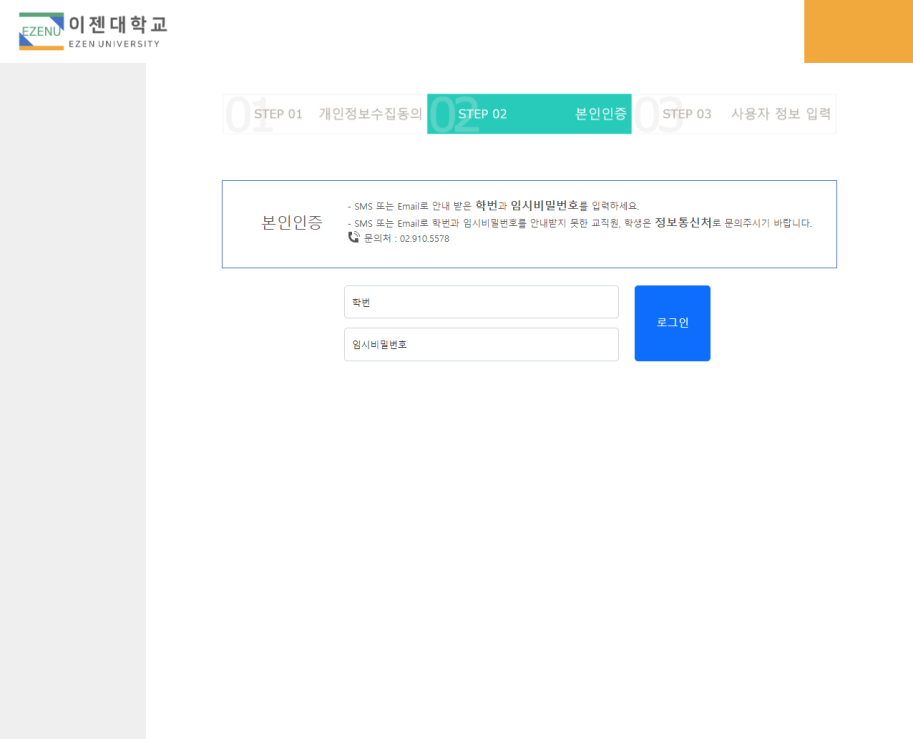 EZENU 이젠대학교
EZEN UNIVERSITY
01 STEP 01 개인정보수집동의 02 STEP 02 본인인증 03 STEP 03 사용자 정보 입력
본인인증
- SMS 또는 Email로 안내 받은 학번과 임시비밀번호를 입력하세요.
- SMS 또는 Email로 학번과 임시비밀번호를 안내받지 못한 교직원, 학생은 정보통신처로 문의주시기 바랍니다.
문의처 : 02.910.5578
학번
로그인
임시비밀번호